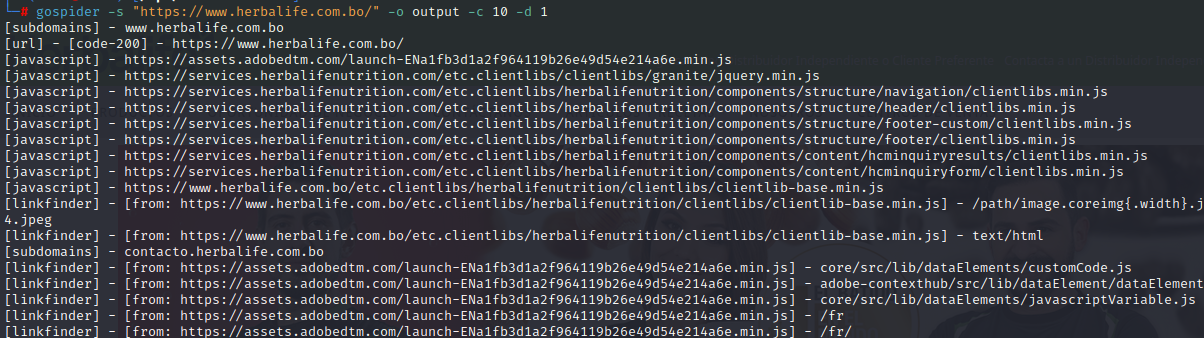 └─# gospider -s "https://www.herbalife.com.bo/" -o output -c 10 -d 1
[subdomains] - www.herbalife.com.bo
[url] - [code-200] - https://www.herbalife.com.bo/
[javascript] - https://assets.adobedtm.com/launch-ENa1fb3d1a2f964119b26e49d54e214a6e.min.js
[javascript] - https://services.herbalifenutrition.com/etc.clientlibs/clientlibs/granite/jquery.min.js
[javascript] - https://services.herbalifenutrition.com/etc.clientlibs/herbalifenutrition/components/structure/navigation/clientlibs.min.js
[javascript] - https://services.herbalifenutrition.com/etc.clientlibs/herbalifenutrition/components/structure/header/clientlibs.min.js
[javascript] - https://services.herbalifenutrition.com/etc.clientlibs/herbalifenutrition/components/structure/footer-custom/clientlibs.min.js
[javascript] - https://services.herbalifenutrition.com/etc.clientlibs/herbalifenutrition/components/structure/footer/clientlibs.min.js
[javascript] - https://services.herbalifenutrition.com/etc.clientlibs/herbalifenutrition/components/content/hcminquiryresults/clientlibs.min.js
[javascript] - https://services.herbalifenutrition.com/etc.clientlibs/herbalifenutrition/components/content/hcminquiryform/clientlibs.min.js
[javascript] - https://www.herbalife.com.bo/etc.clientlibs/herbalifenutrition/clientlibs/clientlib-base.min.js
[linkfinder] - [from: https://www.herbalife.com.bo/etc.clientlibs/herbalifenutrition/clientlibs/clientlib-base.min.js] - /path/image.coreimg{.width}.j
4.jpeg
[linkfinder] - [from: https://www.herbalife.com.bo/etc.clientlibs/herbalifenutrition/clientlibs/clientlib-base.min.js] - text/html
[subdomains] - contacto.herbalife.com.bo
[linkfinder] - [from: https://assets.adobedtm.com/launch-ENa1fb3d1a2f964119b26e49d54e214a6e.min.js] - core/src/lib/dataElements/customCode.js
[linkfinder] - [from: https://assets.adobedtm.com/launch-ENa1fb3d1a2f964119b26e49d54e214a6e.min.js] - adobe-contexthub/src/lib/dataElement/dataElement
[linkfinder] - [from: https://assets.adobedtm.com/launch-ENa1fb3d1a2f964119b26e49d54e214a6e.min.js] - core/src/lib/dataElements/javascriptVariable.js
[linkfinder] - [from: https://assets.adobedtm.com/launch-ENa1fb3d1a2f964119b26e49d54e214a6e.min.js] - /fr
[linkfinder] - [from: https://assets.adobedtm.com/launch-ENa1fb3d1a2f964119b26e49d54e214a6e.min.js] - /fr/